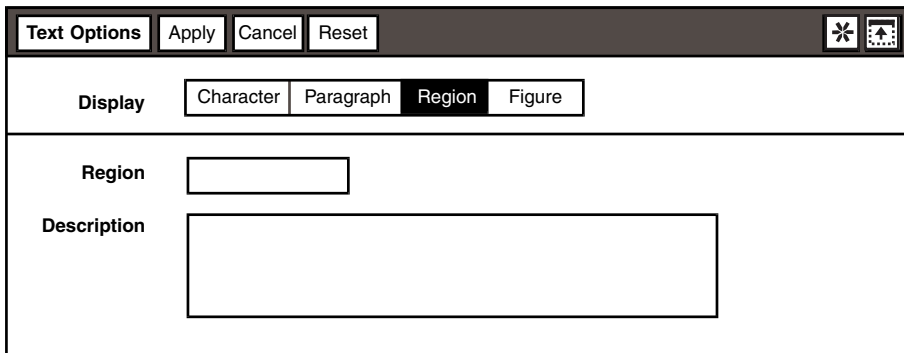 Text Options Apply Cancel Reset
Display Character Paragraph Region Figure
Region
Description